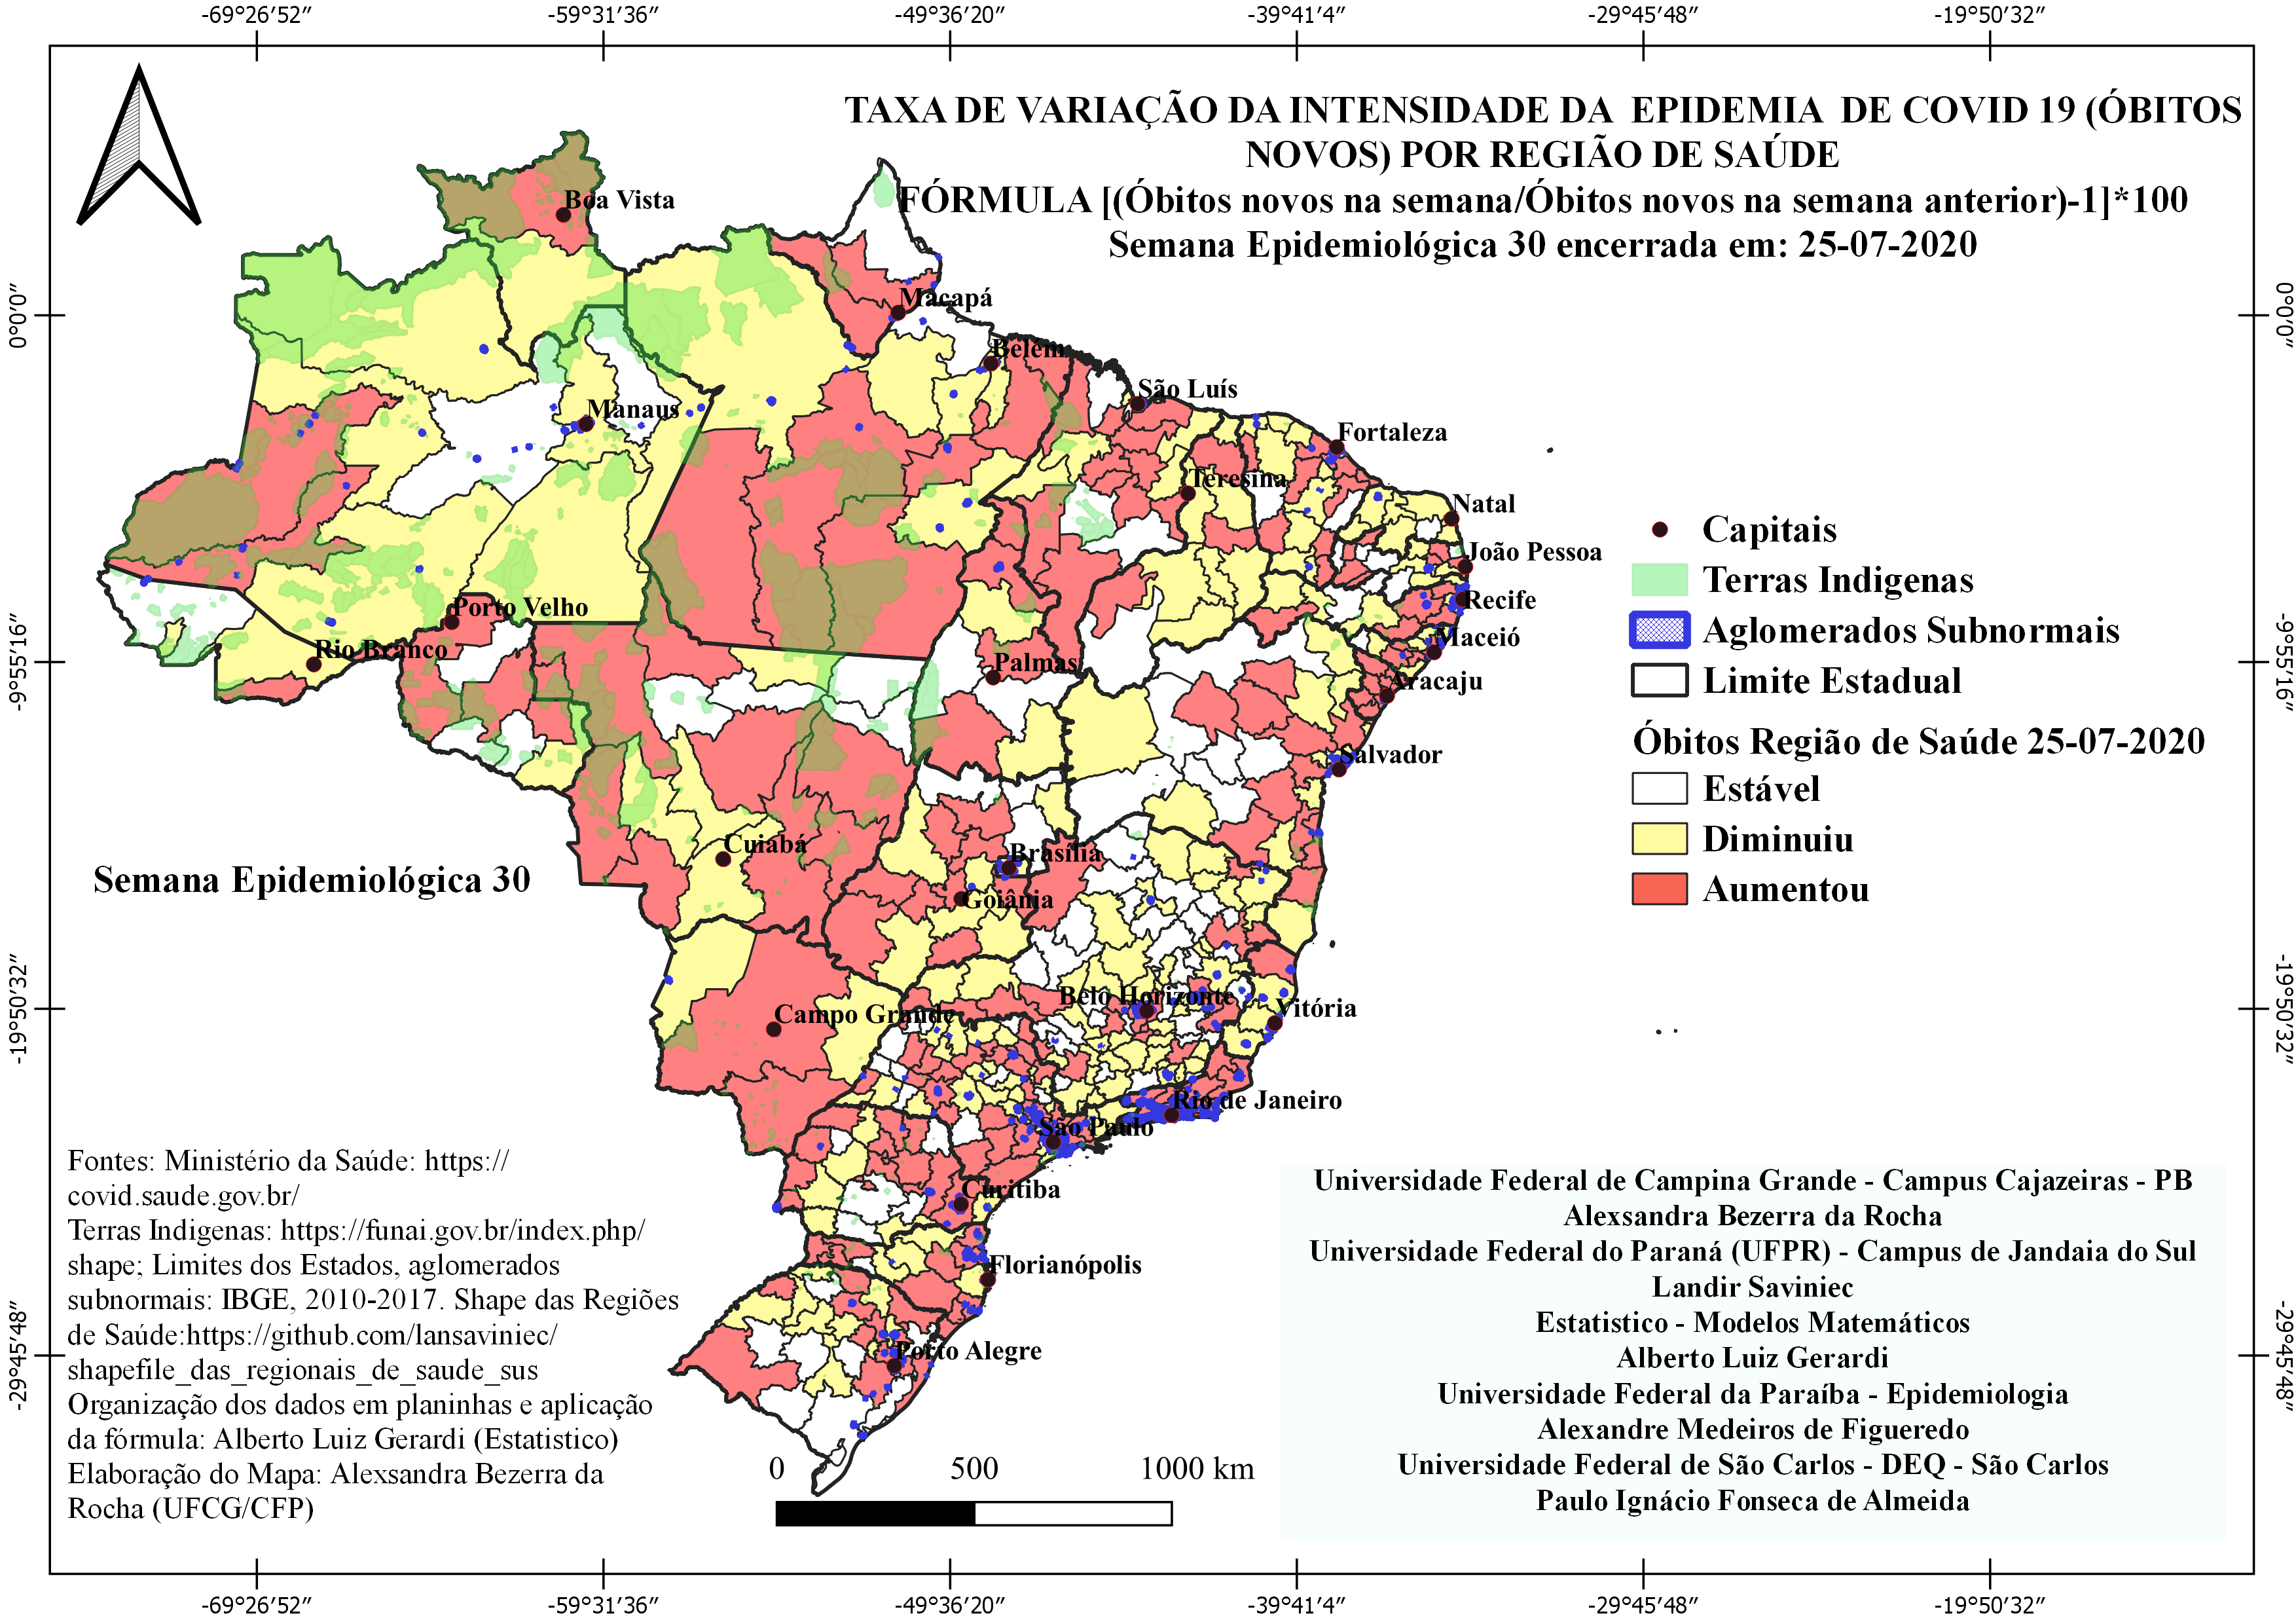 -69°26′52″ -59°31′36″ -49°36′20″ -39°41′4″ -29°45′48″ -19°50′32″
TAXA DE VARIAÇÃO DA INTENSIDADE DA EPIDEMIA DE COVID 19 (ÓBITOS
NOVOS) POR REGIÃO DE SAÚDE
FÓRMULA [(Óbitos novos na semana/Óbitos novos na semana anterior)-1]*100
Semana Epidemiológica 30 encerrada em: 25-07-2020
0°0′0″
0°0′0″
-9°55′16″
-9°55′16″
-19°50′32″
-19°50′32″
-29°45′48″
-29°45′48″
Boa Vista
Macapá
Belém
São Luís
Manaus
Fortaleza
Teresina
Natal
João Pessoa
Recife
Porto Velho
Maceió
Rio Branco
Palmas
Aracaju
Salvador
Cuiabá
Brasília
Goiânia
Belo Horizonte
Vitória
Campo Grande
Rio de Janeiro
São Paulo
Curitiba
Florianópolis
Porto Alegre
Capitais
Terras Indigenas
Aglomerados Subnormais
Limite Estadual
Óbitos Região de Saúde 25-07-2020
Estável
Diminuiu
Aumentou
Semana Epidemiológica 30
Fontes: Ministério da Saúde: https://
covid.saude.gov.br/
Terras Indigenas: https://funai.gov.br/index.php/
shape; Limites dos Estados, aglomerados
subnormais: IBGE, 2010-2017. Shape das Regiões
de Saúde:https://github.com/lansaviniec/
shapefile_das_regionais_de_saude_sus
Organização dos dados em planinhas e aplicação
da fórmula: Alberto Luiz Gerardi (Estatistico)
Elaboração do Mapa: Alexsandra Bezerra da
Rocha (UFCG/CFP)
0 500 1000 km
Universidade Federal de Campina Grande - Campus Cajazeiras - PB
Alexsandra Bezerra da Rocha
Universidade Federal do Paraná (UFPR) - Campus de Jandaia do Sul
Landir Saviniec
Estatistico - Modelos Matemáticos
Alberto Luiz Gerardi
Universidade Federal da Paraíba - Epidemiologia
Alexandre Medeiros de Figueredo
Universidade Federal de São Carlos - DEQ - São Carlos
Paulo Ignácio Fonseca de Almeida
-69°26′52″ -59°31′36″ -49°36′20″ -39°41′4″ -29°45′48″ -19°50′32″